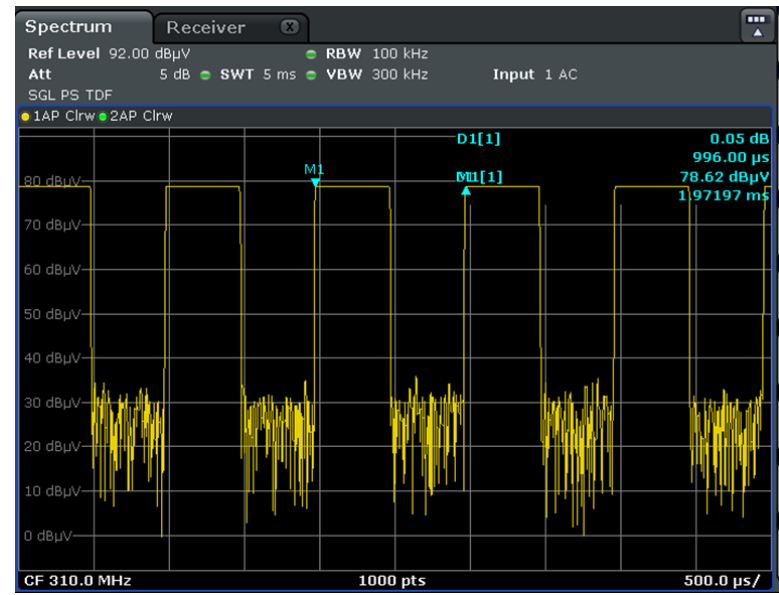 Spectrum Receiver X
Ref Level 92.00 dBµV RBW 100 kHz
Att 5 dB SWT 5 ms VBW 300 kHz Input 1 AC
SGL PS TDF
1AP Clrw 2AP Clrw
D1[1] 0.05 dB
996.00 µs
M1
80 dBµV M1[1] 78.62 dBµV
1.97197 ms
70 dBµV
60 dBµV
50 dBµV
40 dBµV
30 dBµV
20 dBµV
10 dBµV
0 dBµV
CF 310.0 MHz 1000 pts 500.0 µs/